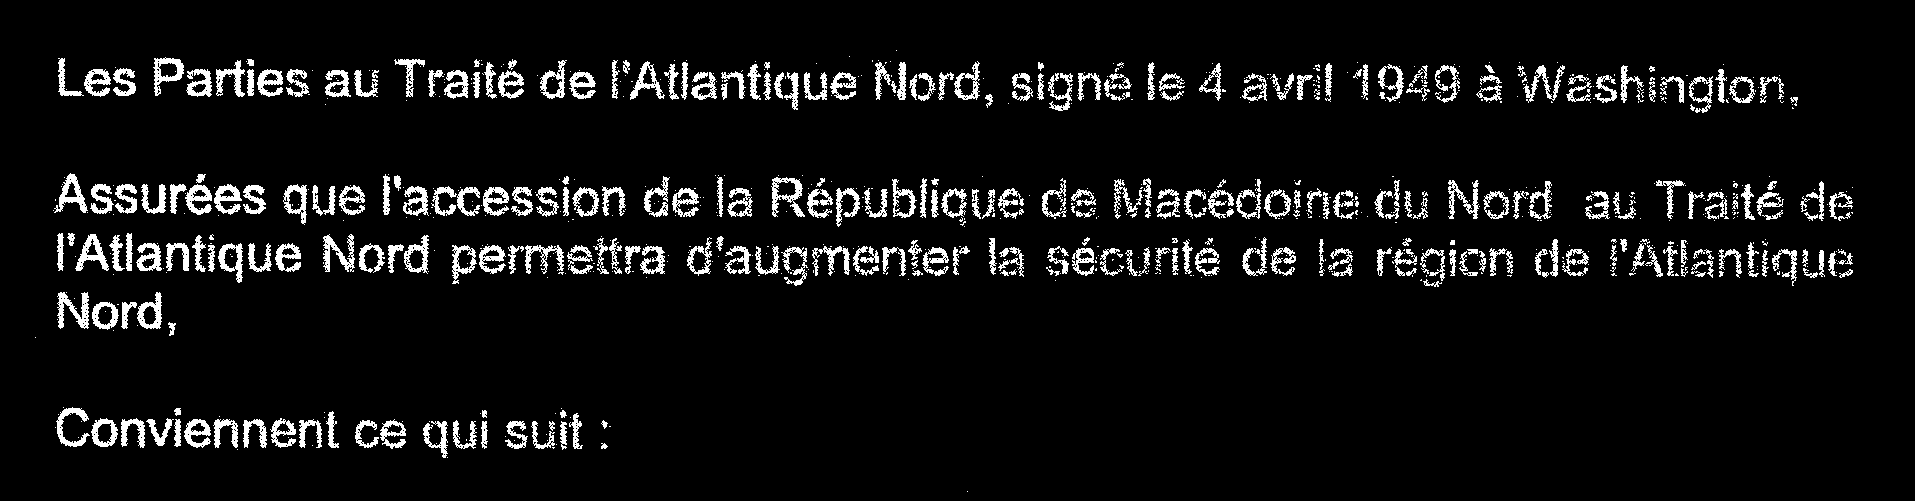 Les Parties au Traité de l'Atlantique Nord, signé le 4 avril 1949 à Washington,
Assurées que l'accession de la République de Macédoine du Nord au Traité de
l'Atlantique Nord permettra d'augmenter la sécurité de la région de l'Atlantique
Nord,
Conviennent ce qui suit :